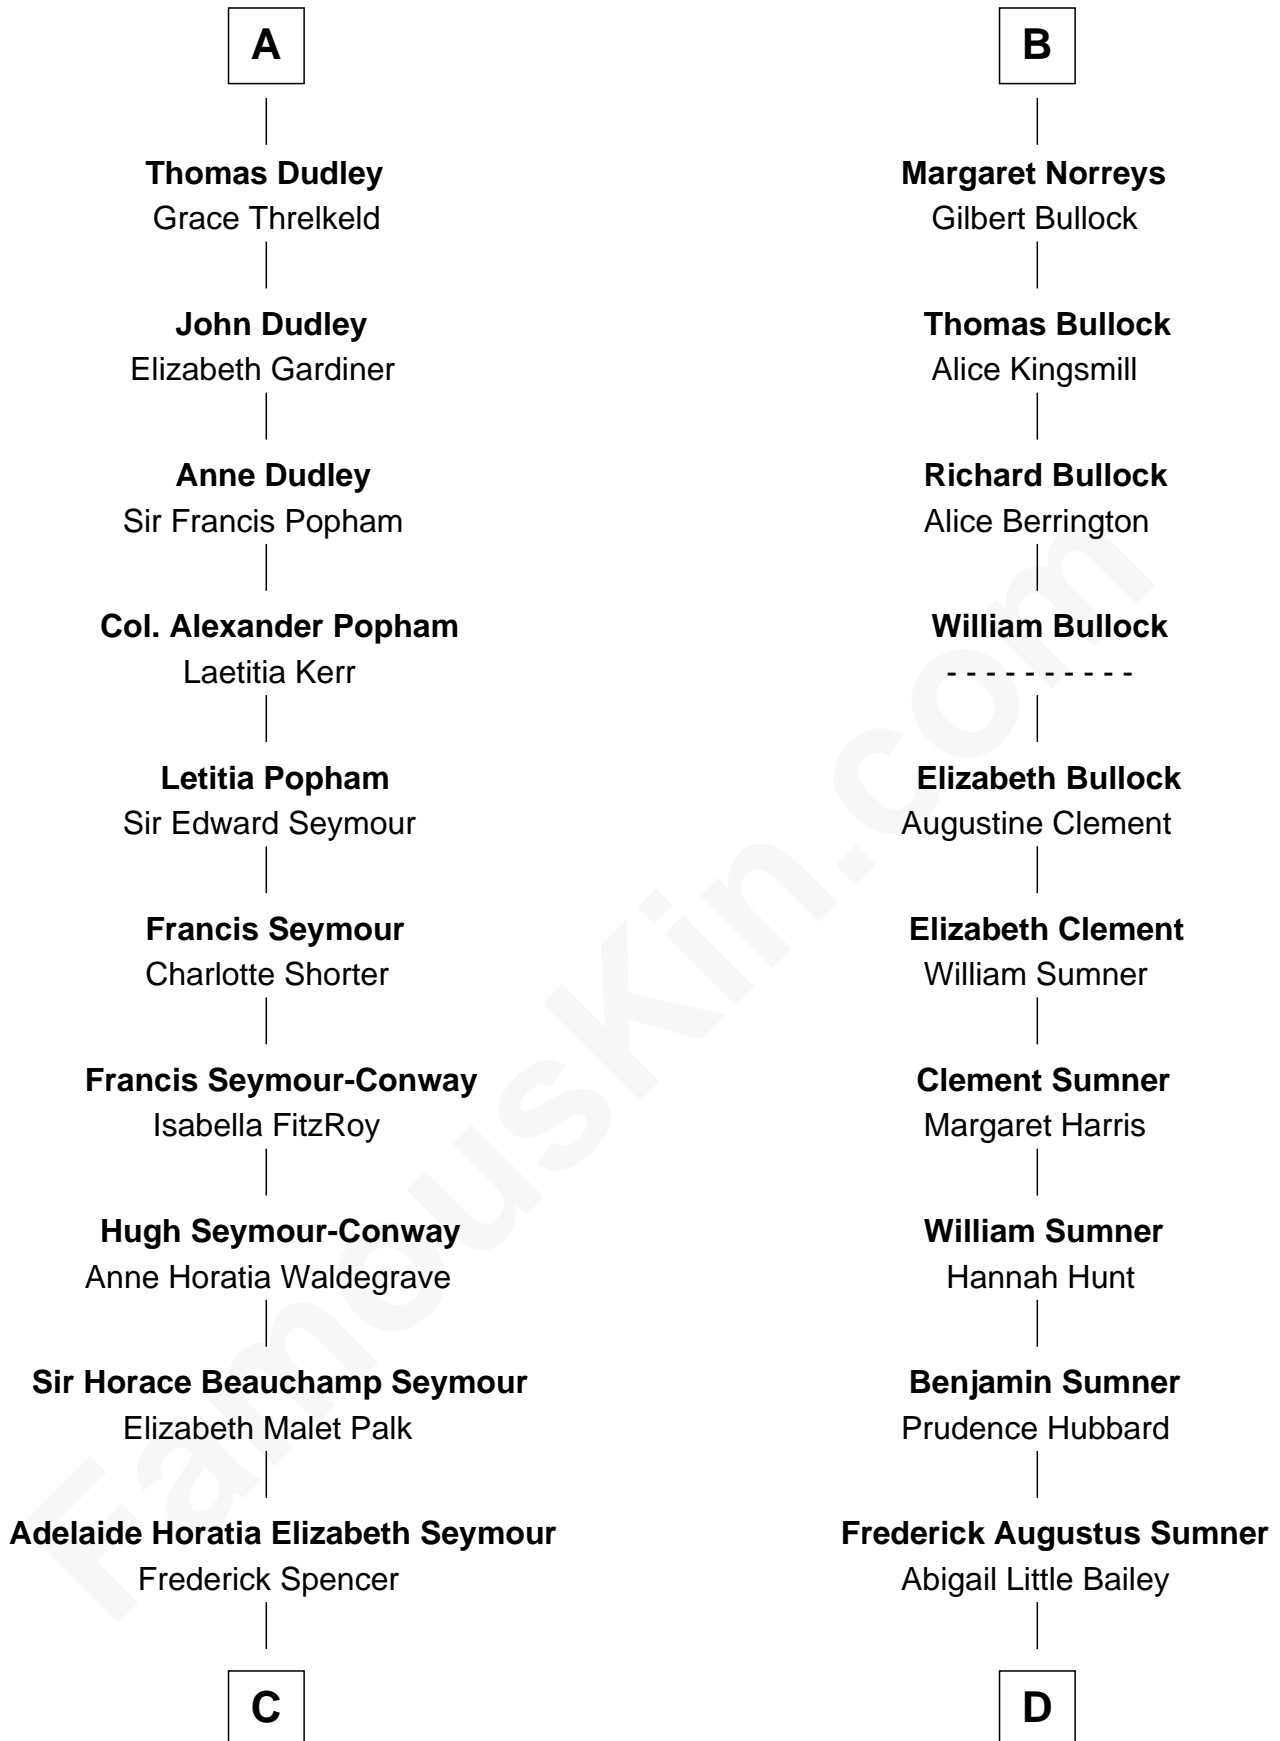 A
Thomas Dudley
Grace Threlkeld
John Dudley
Elizabeth Gardiner
Anne Dudley
Sir Francis Popham
Col. Alexander Popham
Laetitia Kerr
Letitia Popham
Sir Edward Seymour
Francis Seymour
Charlotte Shorter
Francis Seymour-Conway
Isabella FitzRoy
Hugh Seymour-Conway
Anne Horatia Waldegrave
Sir Horace Beauchamp Seymour
Elizabeth Malet Palk
Adelaide Horatia Elizabeth Seymour
Frederick Spencer
C
B
Margaret Norreys
Gilbert Bullock
Thomas Bullock
Alice Kingsmill
Richard Bullock
Alice Berrington
William Bullock
- - - - - - - - - -
Elizabeth Bullock
Augustine Clement
Elizabeth Clement
William Sumner
Clement Sumner
Margaret Harris
William Sumner
Hannah Hunt
Benjamin Sumner
Prudence Hubbard
Frederick Augustus Sumner
Abigail Little Bailey
D
FamousKin.com